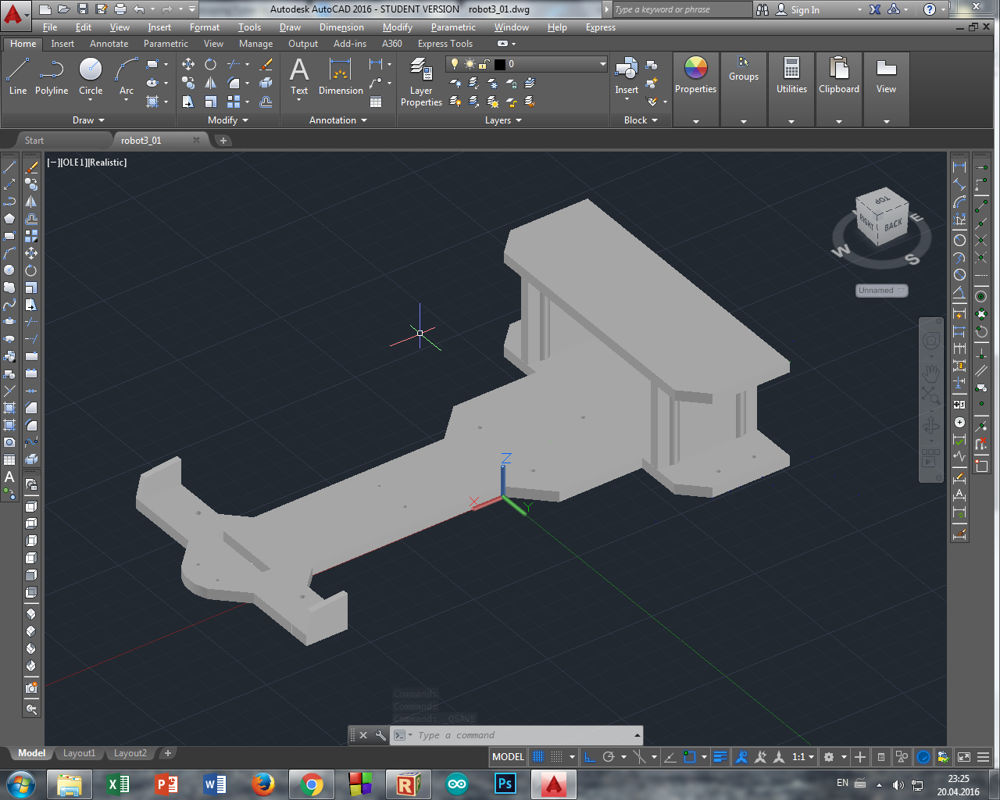 Autodesk AutoCAD 2016 - STUDENT VERSION robot3_01.dwg
Type a keyword or phrase
Sign In
File Edit View Insert Format Tools Draw Dimension Modify Parametric Window Help Express
Home Insert Annotate Parametric View Manage Output Add-ins A360 Express Tools
0
Line Polyline Circle Arc
A
Text Dimension
Layer
Properties
Insert
Properties
Groups
Utilities
Clipboard
View
Draw Modify Annotation Layers Block
Start robot3_01
[−][OLE1][Realistic]
TOP
RIGHT BACK
W E S
Unnamed
Z
X
Y
A
A
Command:
Command:
Command: _QSAVE
Type a command
Model Layout1 Layout2
MODEL
1:1
Ps
EN
23:25
20.04.2016